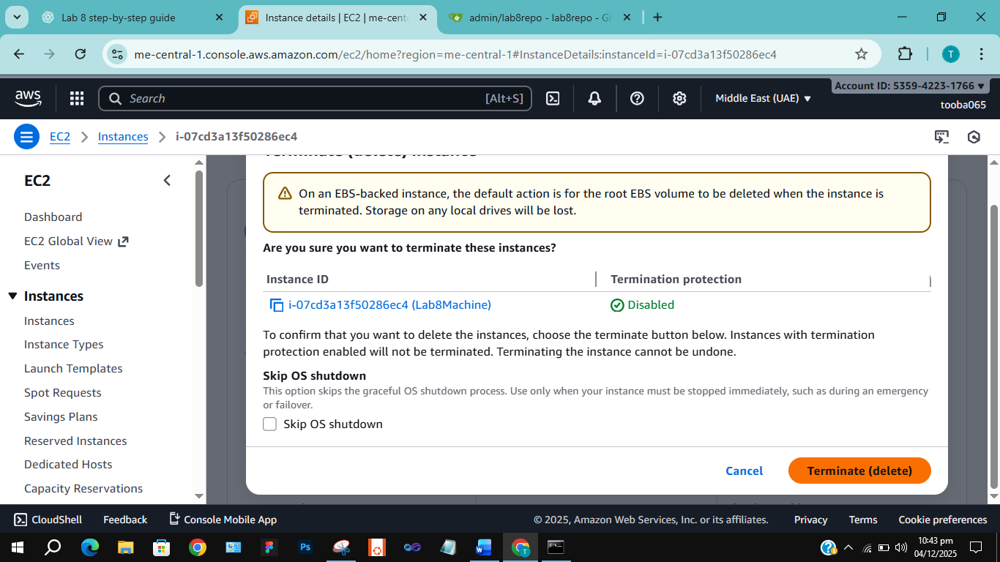 Lab 8 step-by-step guide
Instance details | EC2 | me-centr
admin/lab8repo - lab8repo - Gi
me-central-1.console.aws.amazon.com/ec2/home?region=me-central-1#InstanceDetails:instanceId=i-07cd3a13f50286ec4
T
aws
Search
[Alt+S]
Middle East (UAE)
Account ID: 5359-4223-1766
tooba065
EC2
Instances
i-07cd3a13f50286ec4
EC2
Dashboard
EC2 Global View
Events
Instances
Instances
Instance Types
Launch Templates
Spot Requests
Savings Plans
Reserved Instances
Dedicated Hosts
Capacity Reservations
Terminate (delete) instance
On an EBS-backed instance, the default action is for the root EBS volume to be deleted when the instance is
terminated. Storage on any local drives will be lost.
Are you sure you want to terminate these instances?
Instance ID
Termination protection
i-07cd3a13f50286ec4 (Lab8Machine)
Disabled
To confirm that you want to delete the instances, choose the terminate button below. Instances with termination
protection enabled will not be terminated. Terminating the instance cannot be undone.
Skip OS shutdown
This option skips the graceful OS shutdown process. Use only when your instance must be stopped immediately, such as during an emergency
or failover.
Skip OS shutdown
Cancel
Terminate (delete)
CloudShell
Feedback
Console Mobile App
© 2025, Amazon Web Services, Inc. or its affiliates.
Privacy
Terms
Cookie preferences
10:43 pm
04/12/2025